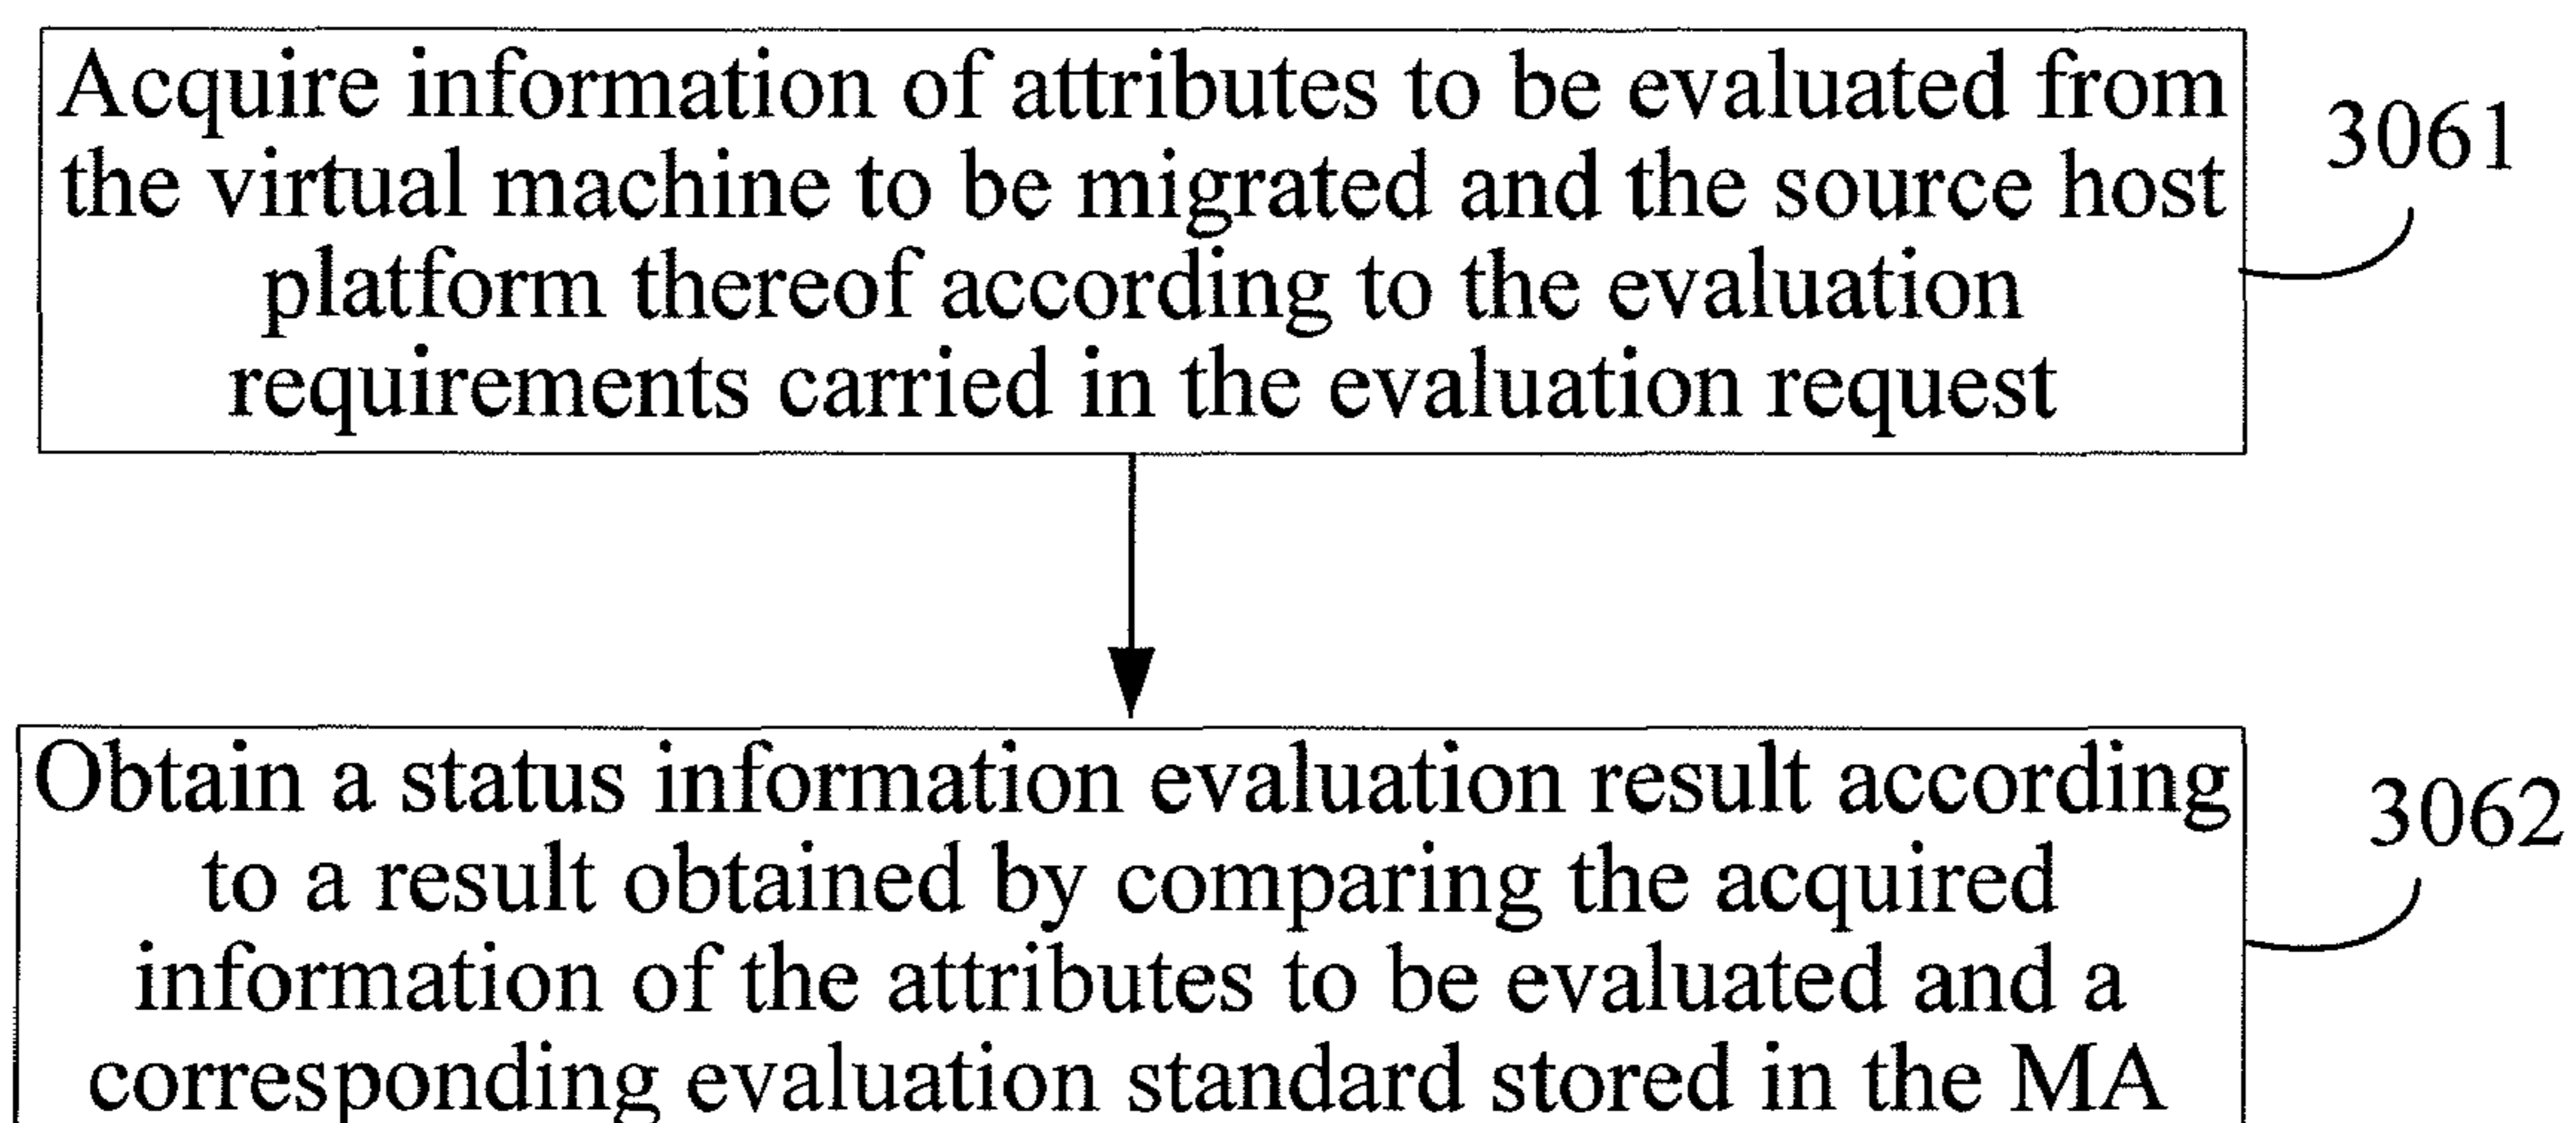 Acquire information of attributes to be evaluated from
the virtual machine to be migrated and the source host
platform thereof according to the evaluation
requirements carried in the evaluation request
3061
Obtain a status information evaluation result according
to a result obtained by comparing the acquired
information of the attributes to be evaluated and a
corresponding evaluation standard stored in the MA
3062